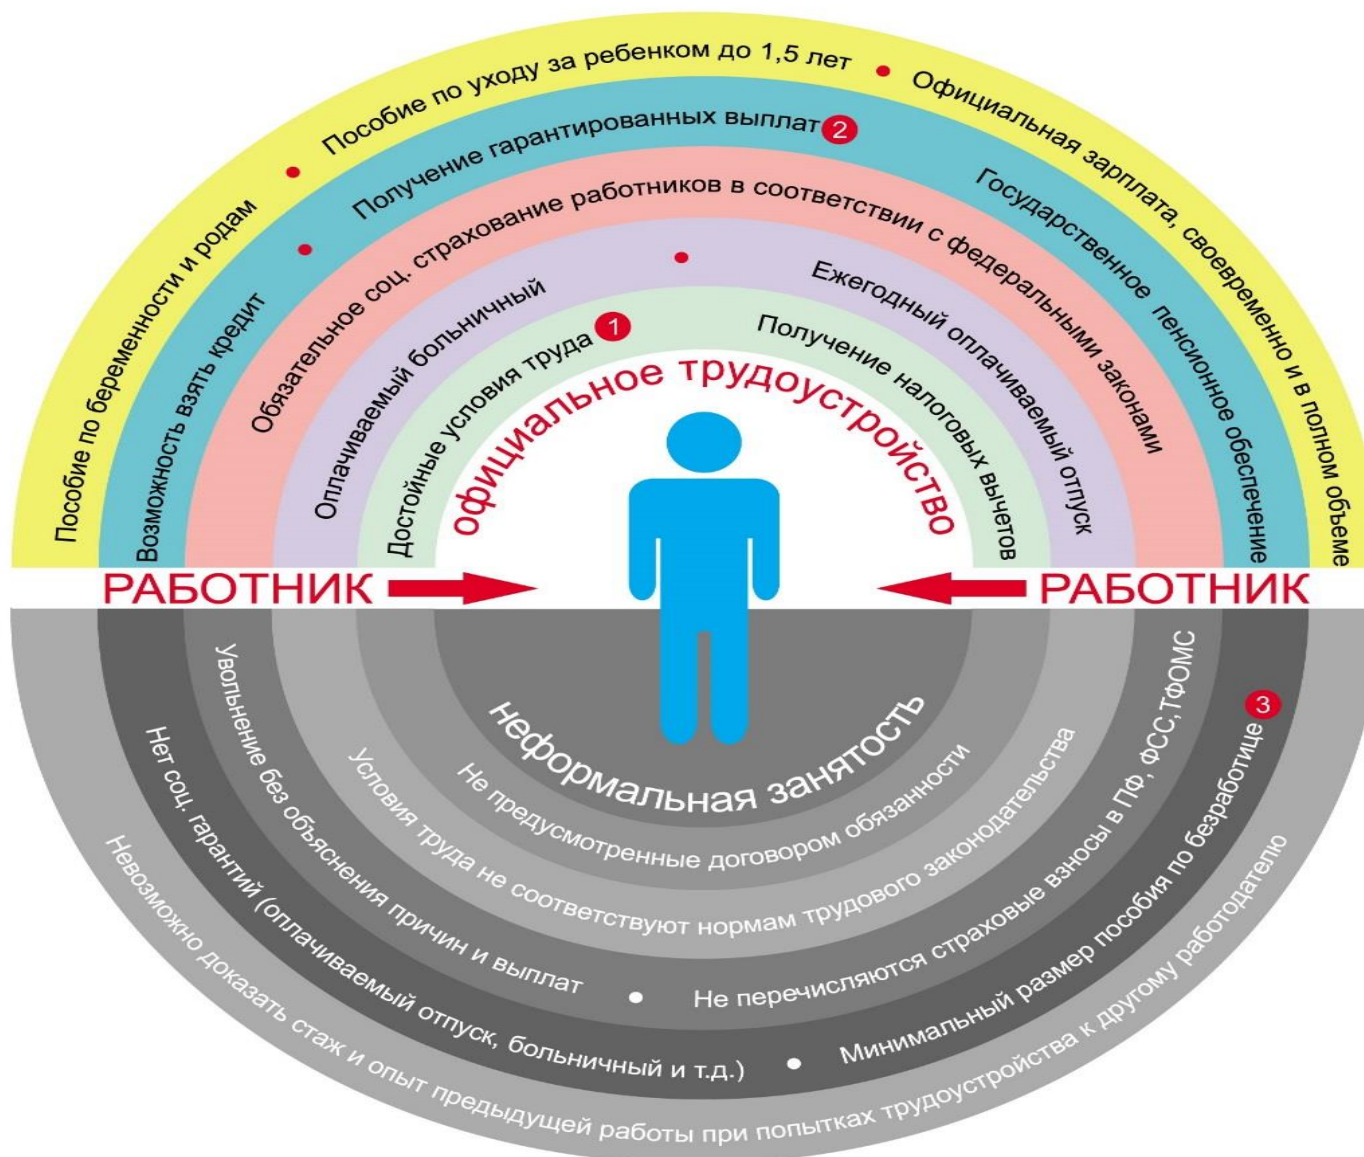 Пособие по беременности и родам • Пособие по уходу за ребенком до 1,5 лет • Официальная зарплата, своевременно и в полном объеме
Возможность взять кредит • Получение гарантированных выплат 2 Государственное пенсионное обеспечение
Обязательное соц. страхование работников в соответствии с федеральными законами
Оплачиваемый больничный • Ежегодный оплачиваемый отпуск
Достойные условия труда 1 Получение налоговых вычетов
официальное трудоустройство
РАБОТНИК РАБОТНИК
неформальная занятость
Не предусмотренные договором обязанности
Условия труда не соответствуют нормам трудового законодательства
Увольнение без объяснения причин и выплат • Не перечисляются страховые взносы в ПФ, ФСС, ТФОМС
Нет соц. гарантий (оплачиваемый отпуск, больничный и т.д.) • Минимальный размер пособия по безработице 3
Невозможно доказать стаж и опыт предыдущей работы при попытках трудоустройства к другому работодателю